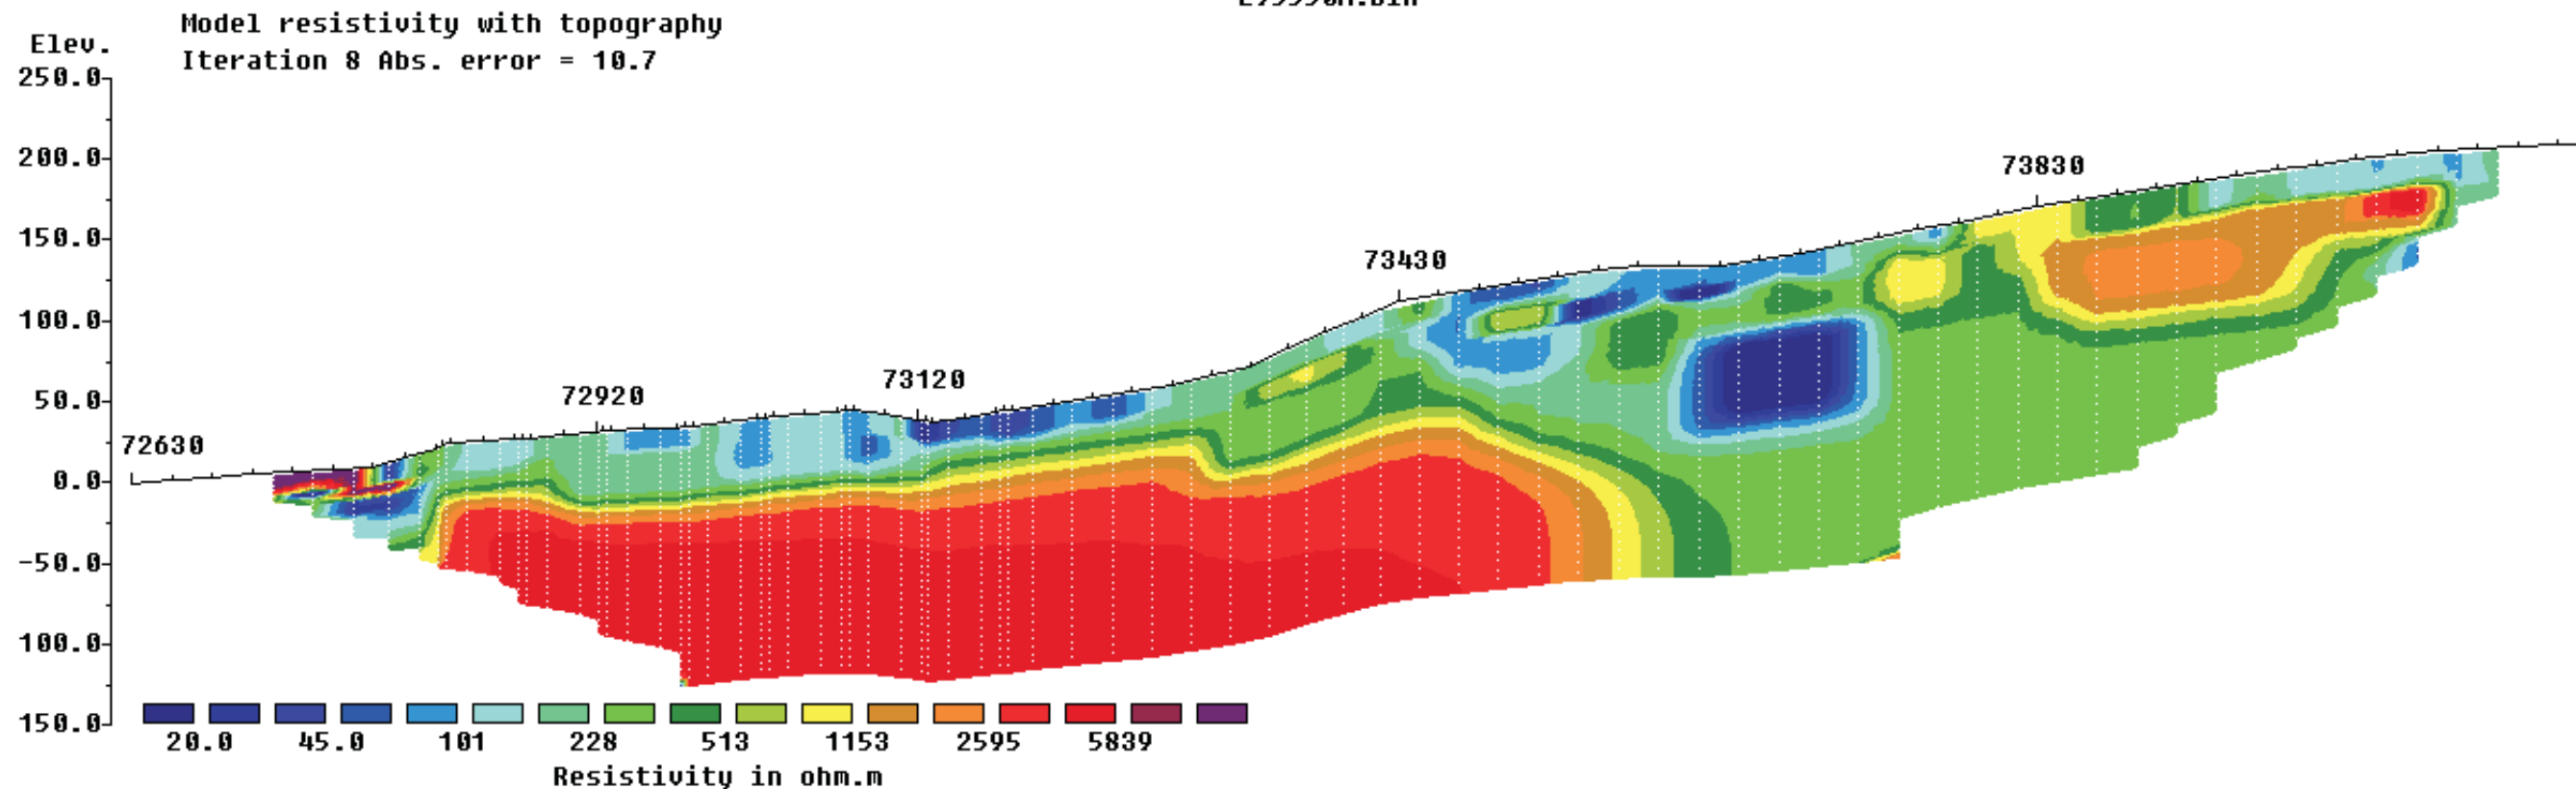 Model resistivity with topography
Elev.
Iteration 8 Abs. error = 10.7
250.0
200.0
73830
150.0
73430
100.0
73120
72920
50.0
72630
0.0
-50.0
100.0
150.0
20.0 45.0 101 228 513 1153 2595 5839
Resistivity in ohm.m